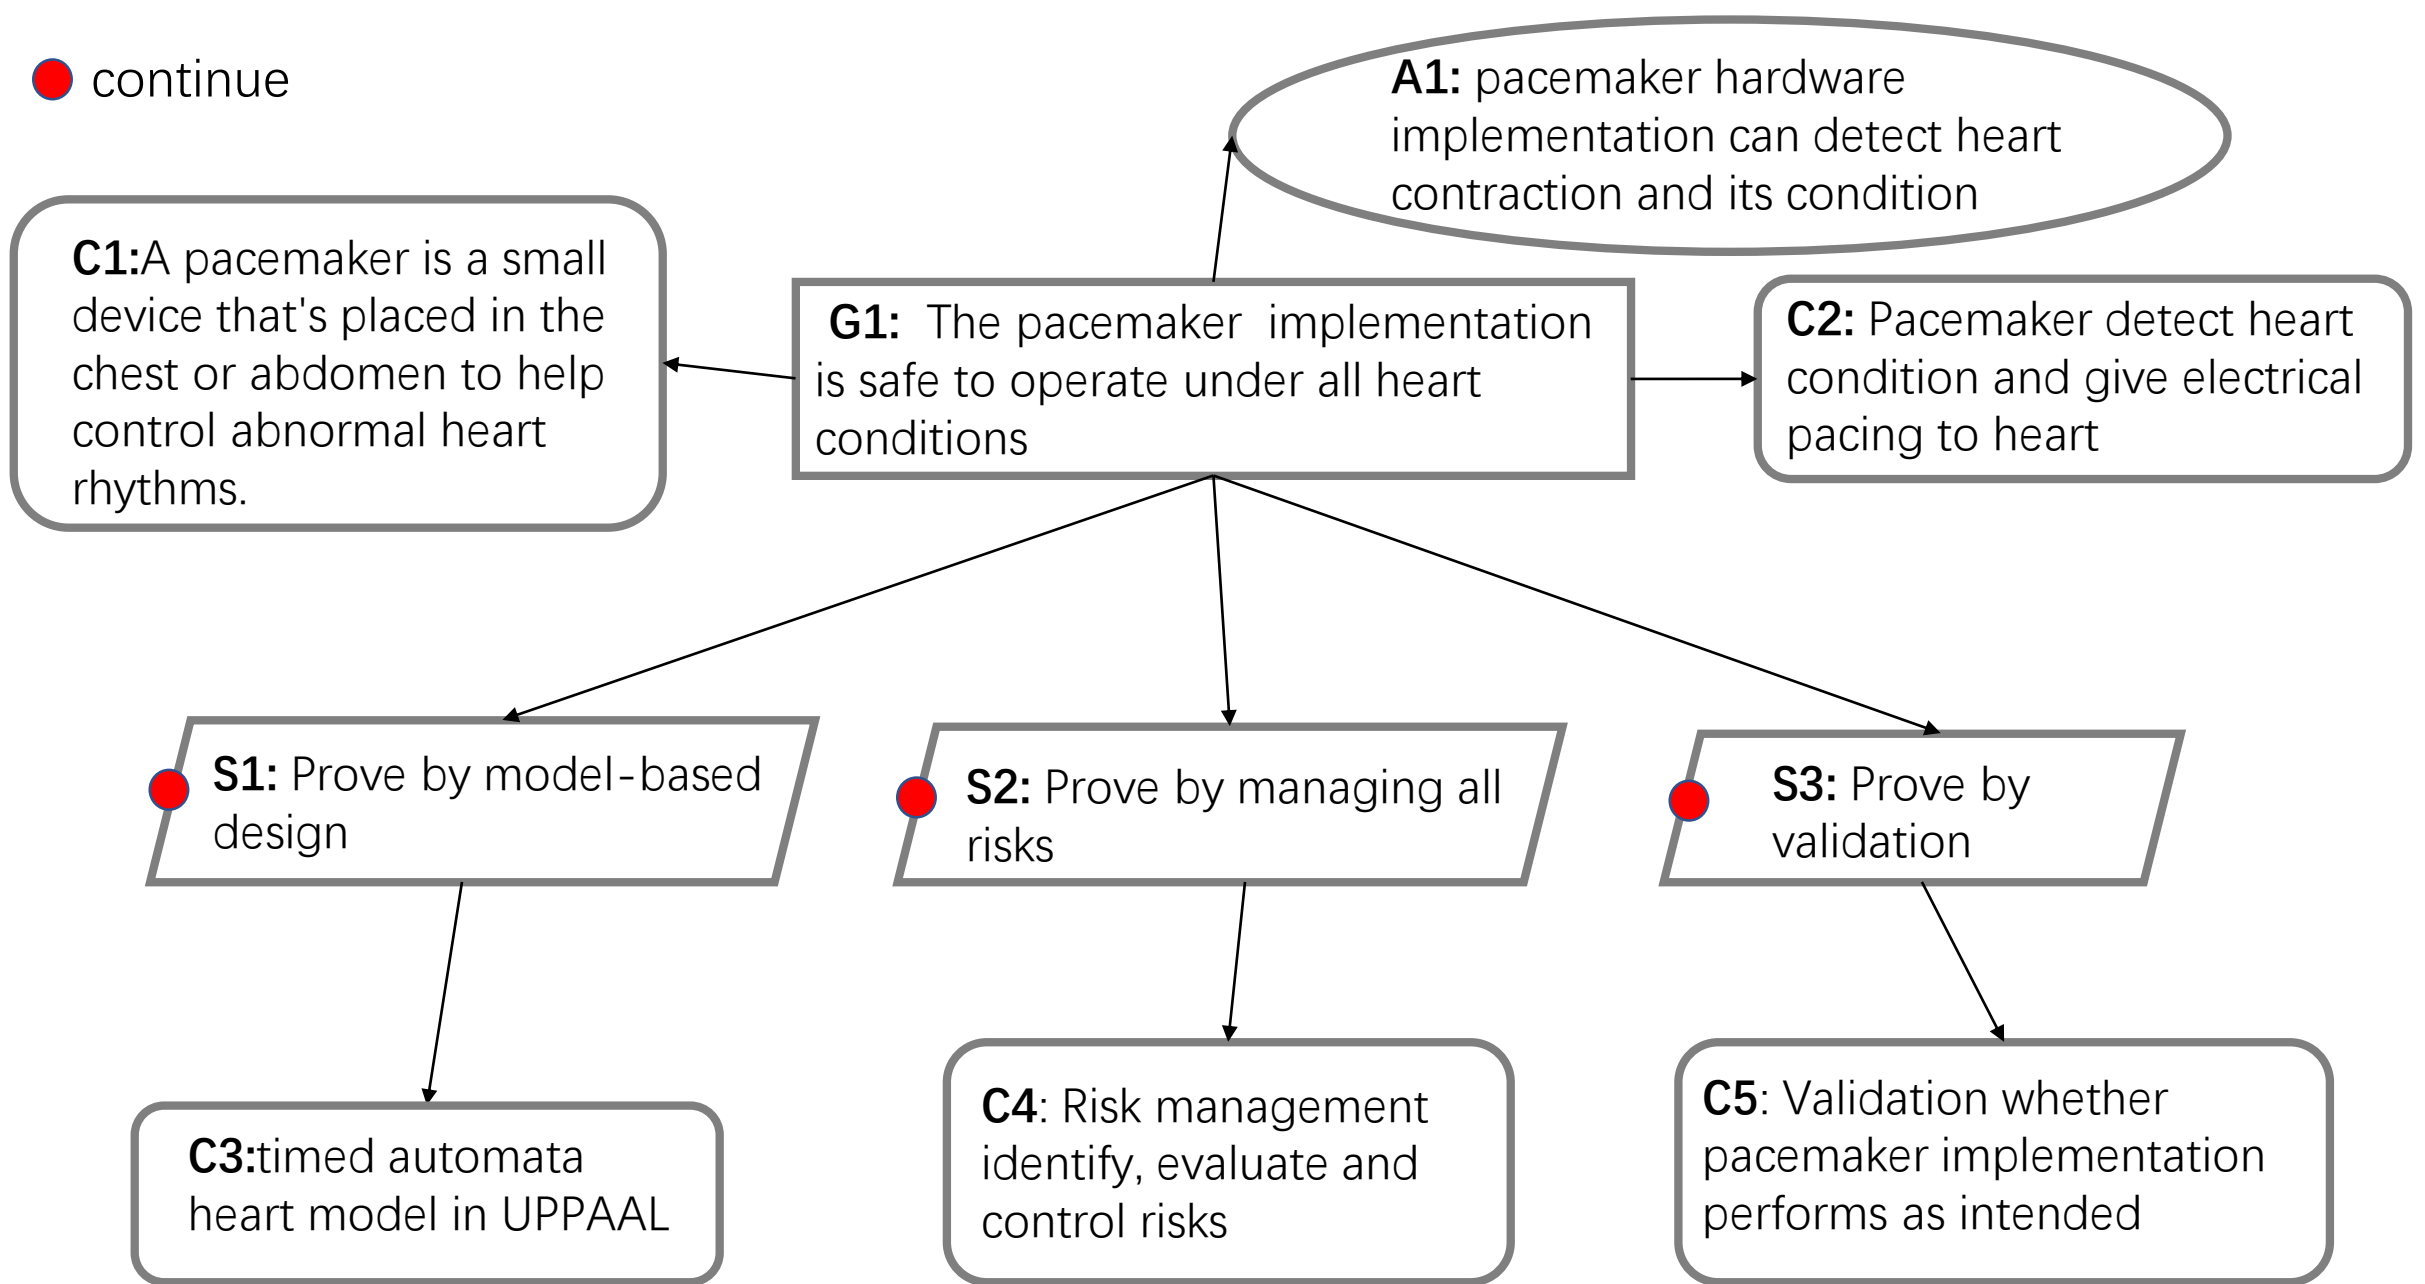 continue
A1: pacemaker hardware
implementation can detect heart
contraction and its condition
C1:A pacemaker is a small
device that's placed in the
chest or abdomen to help
control abnormal heart
rhythms.
G1: The pacemaker implementation
is safe to operate under all heart
conditions
C2: Pacemaker detect heart
condition and give electrical
pacing to heart
S1: Prove by model-based
design
S2: Prove by managing all
risks
S3: Prove by
validation
C3:timed automata
heart model in UPPAAL
C4: Risk management
identify, evaluate and
control risks
C5: Validation whether
pacemaker implementation
performs as intended